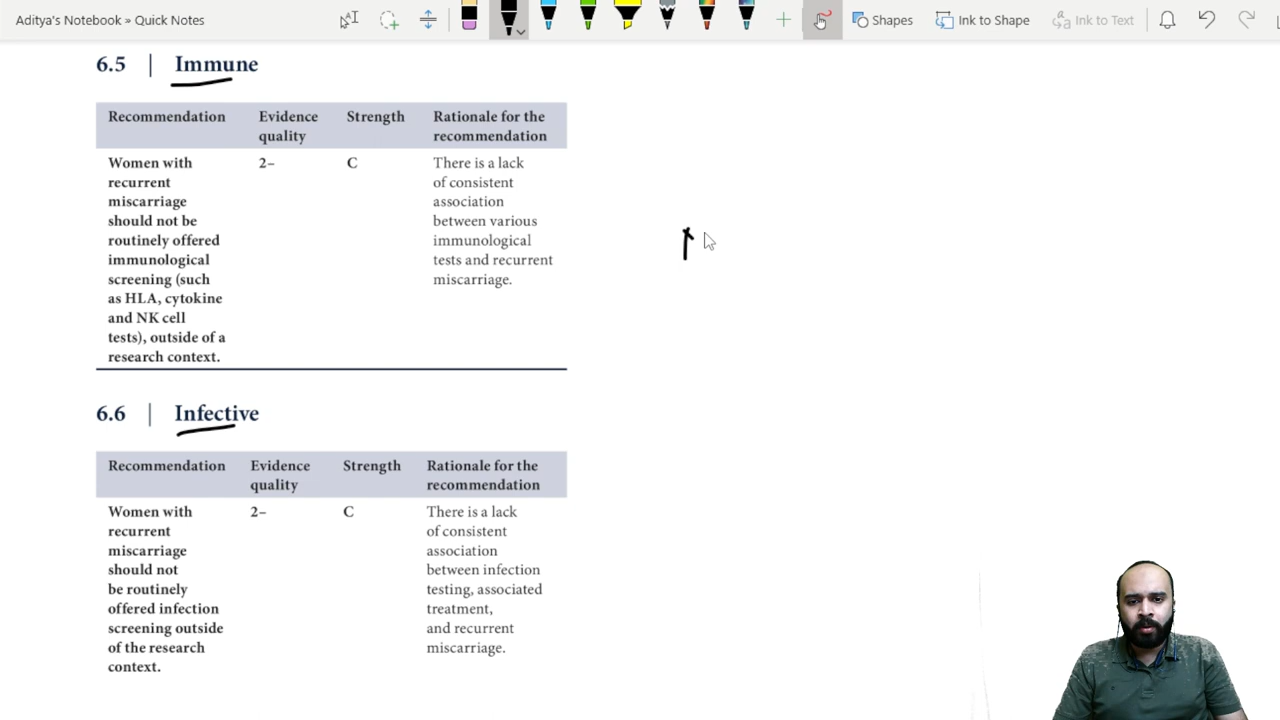 Aditya's Notebook » Quick Notes
Shapes
Ink to Shape
Ink to Text
6.5 | Immune
Recommendation Evidence quality Strength Rationale for the recommendation
Women with
recurrent
miscarriage
should not be
routinely offered
immunological
screening (such
as HLA, cytokine
and NK cell
tests), outside of a
research context.
2–
C
There is a lack
of consistent
association
between various
immunological
tests and recurrent
miscarriage.
6.6 | Infective
Recommendation Evidence quality Strength Rationale for the recommendation
Women with
recurrent
miscarriage
should not
be routinely
offered infection
screening outside
of the research
context.
2–
C
There is a lack
of consistent
association
between infection
testing, associated
treatment,
and recurrent
miscarriage.